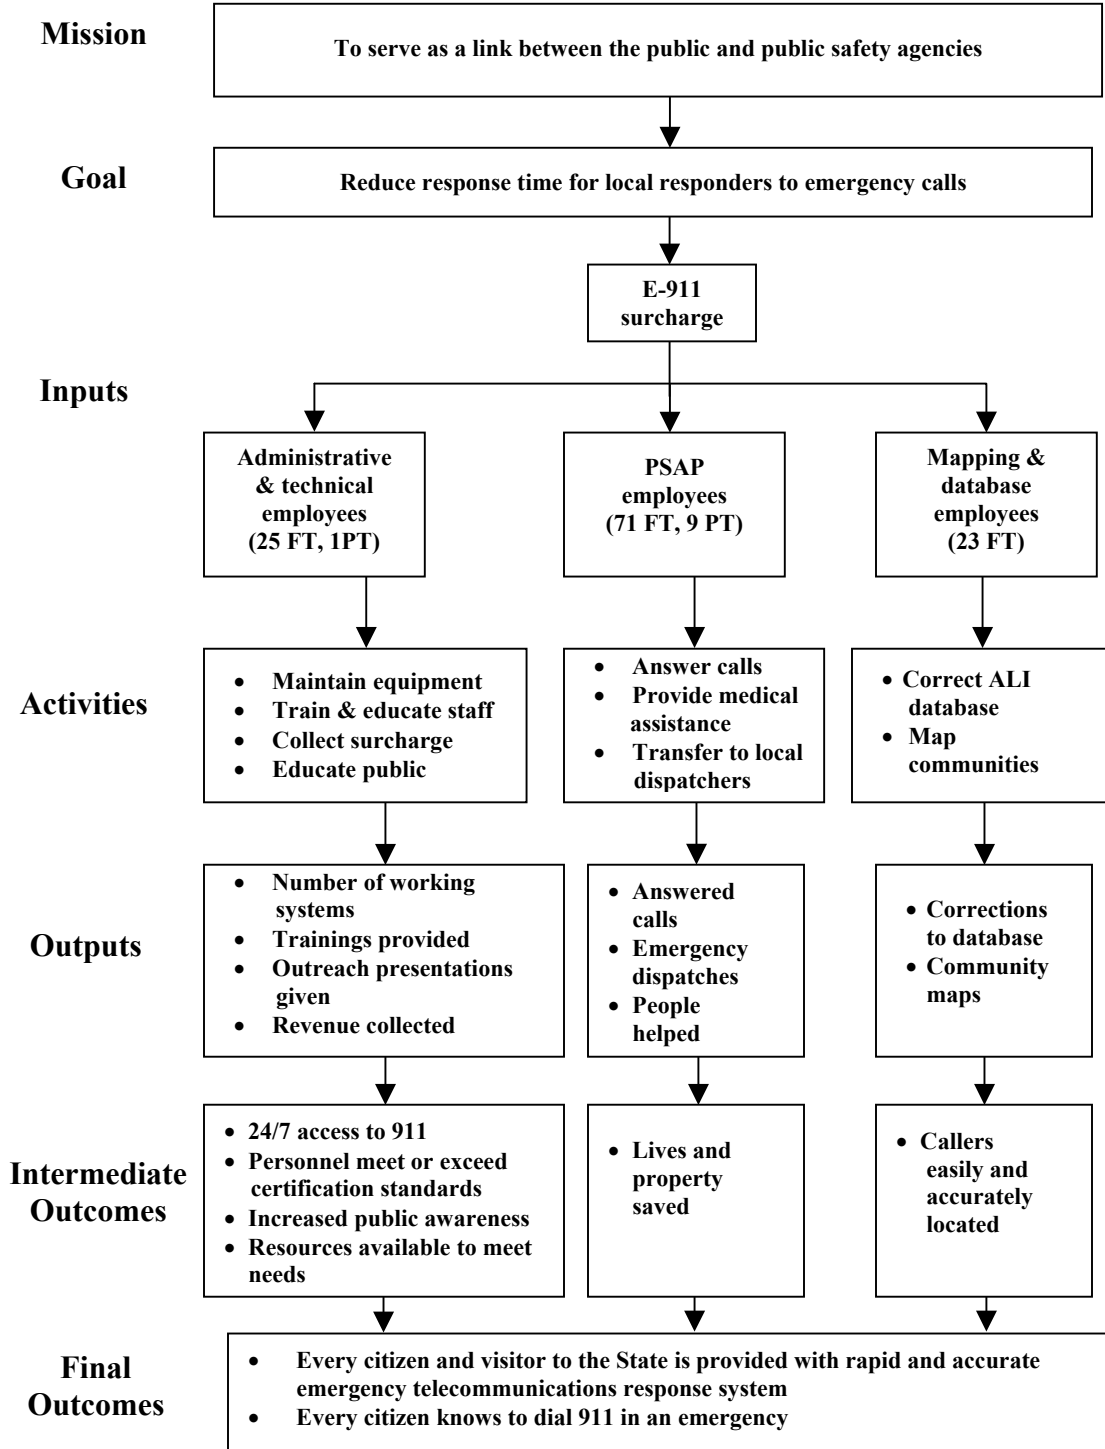 Mission
To serve as a link between the public and public safety agencies
Goal
Reduce response time for local responders to emergency calls
E-911
surcharge
Inputs
Administrative
& technical
employees
(25 FT, 1PT)
PSAP
employees
(71 FT, 9 PT)
Mapping &
database
employees
(23 FT)
Activities
• Maintain equipment
• Train & educate staff
• Collect surcharge
• Educate public
• Answer calls
• Provide medical
assistance
• Transfer to local
dispatchers
• Correct ALI
database
• Map
communities
Outputs
• Number of working
systems
• Trainings provided
• Outreach presentations
given
• Revenue collected
• Answered
calls
• Emergency
dispatches
• People
helped
• Corrections
to database
• Community
maps
Intermediate
Outcomes
• 24/7 access to 911
• Personnel meet or exceed
certification standards
• Increased public awareness
• Resources available to meet
needs
• Lives and
property
saved
• Callers
easily and
accurately
located
Final
Outcomes
• Every citizen and visitor to the State is provided with rapid and accurate
emergency telecommunications response system
• Every citizen knows to dial 911 in an emergency